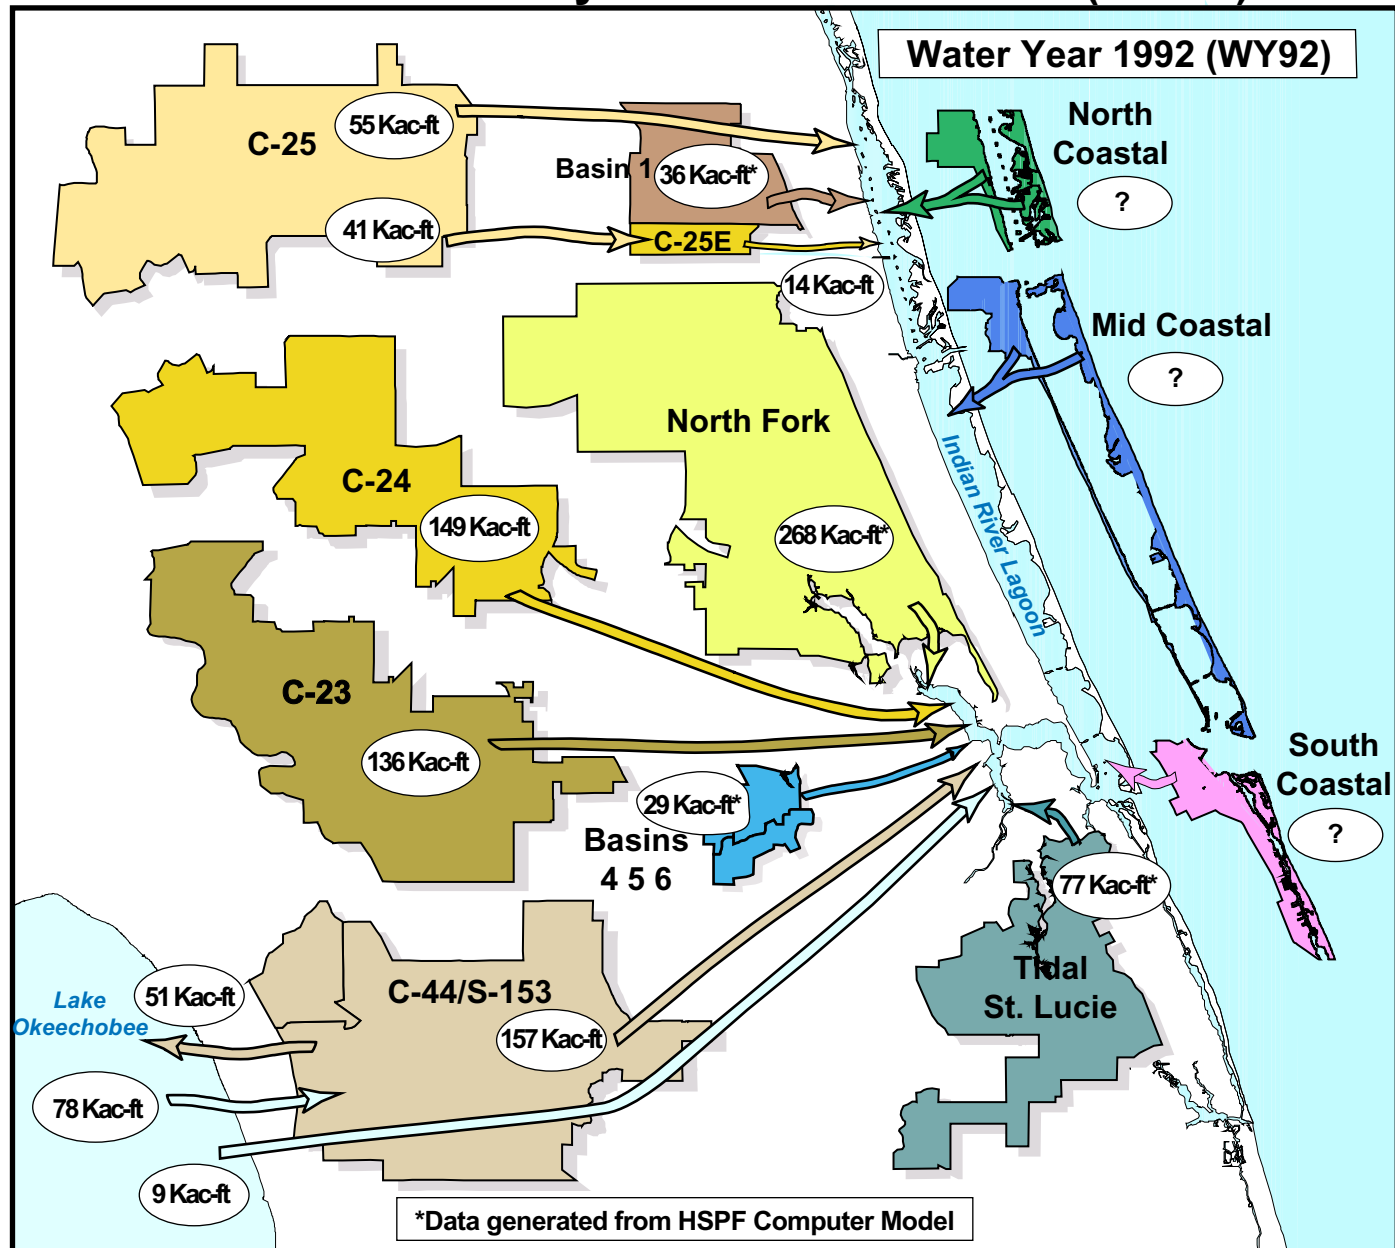 Water Year 1992 (WY92)
55 Kac-ft
C-25
Basin 1
36 Kac-ft*
North
Coastal
?
41 Kac-ft
C-25E
14 Kac-ft
Mid Coastal
?
North Fork
Indian River Lagoon
C-24
149 Kac-ft
268 Kac-ft*
C-23
136 Kac-ft
29 Kac-ft*
Basins
4 5 6
South
Coastal
?
77 Kac-ft*
Tidal
St. Lucie
C-44/S-153
51 Kac-ft
Lake
Okeechobee
157 Kac-ft
78 Kac-ft
9 Kac-ft
*Data generated from HSPF Computer Model